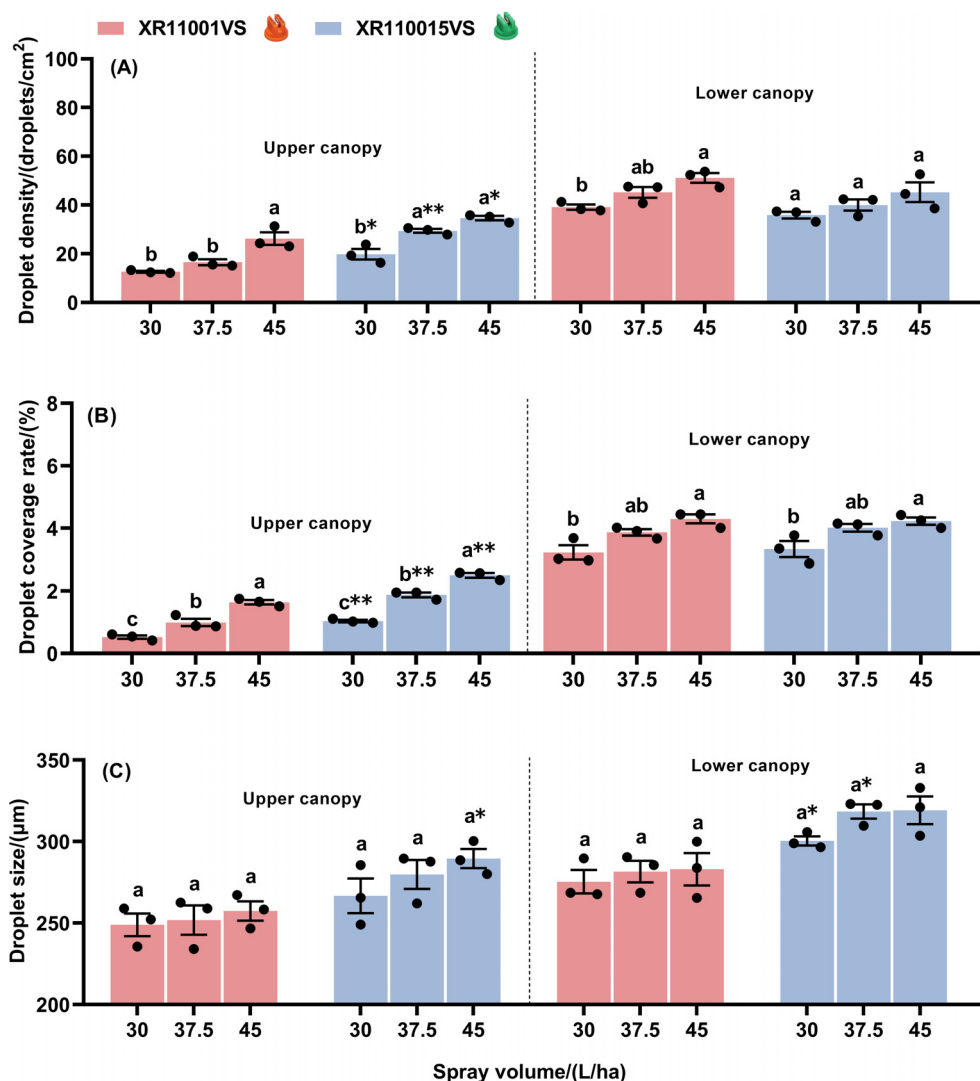 XR11001VS XR110015VS
(A)
Droplet density/(droplets/cm²)
100
80
60
40
20
0
Upper canopy
Lower canopy
b b a b* a** a* b ab a a a a
30 37.5 45 30 37.5 45 30 37.5 45 30 37.5 45
(B)
Droplet coverage rate/(%)
8
6
4
2
0
Upper canopy
Lower canopy
c b a c** b** a** b ab a b ab a
30 37.5 45 30 37.5 45 30 37.5 45 30 37.5 45
(C)
Droplet size/(μm)
350
300
250
200
Upper canopy
Lower canopy
a a a a a a* a a a a* a* a
30 37.5 45 30 37.5 45 30 37.5 45 30 37.5 45
Spray volume/(L/ha)